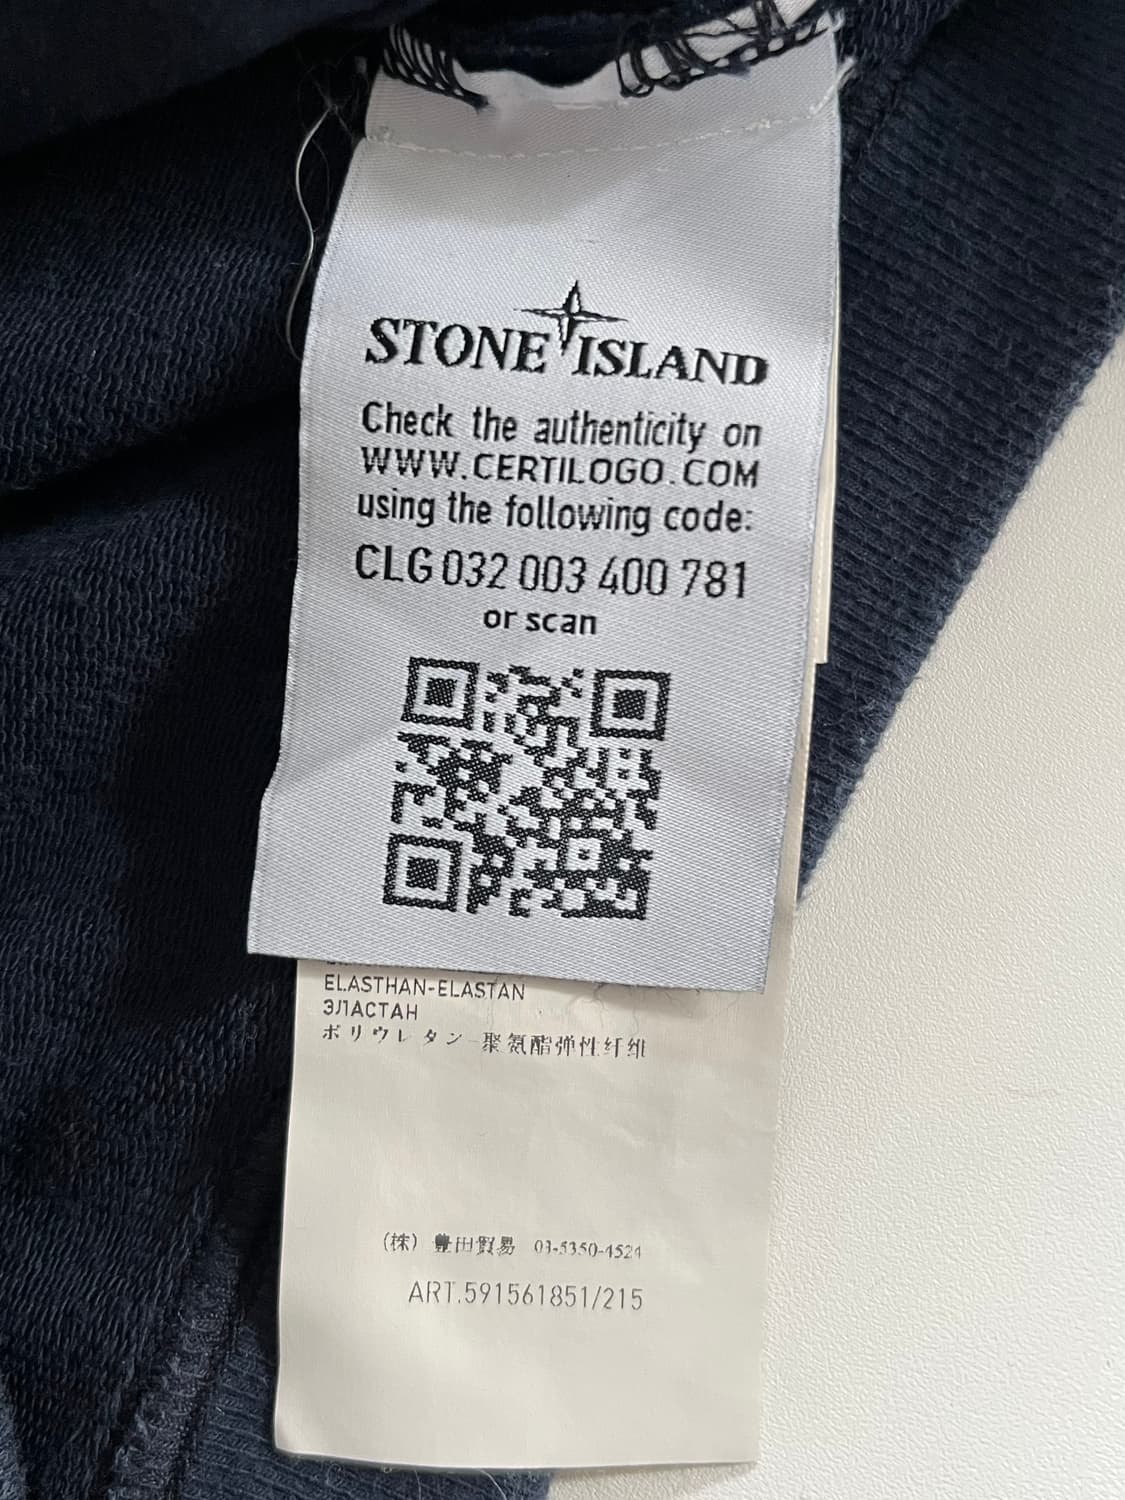 STONE ISLAND
Check the authenticity on
WWW.CERTILOGO.COM
using the following code:
CLG 032 003 400 781
or scan
ELASTHAN-ELASTAN
ЭЛАСТАН
ポリウレタン-聚氨酯弹性纤维
(株) 豊田貿易 03-5350-4524
ART.591561851/215